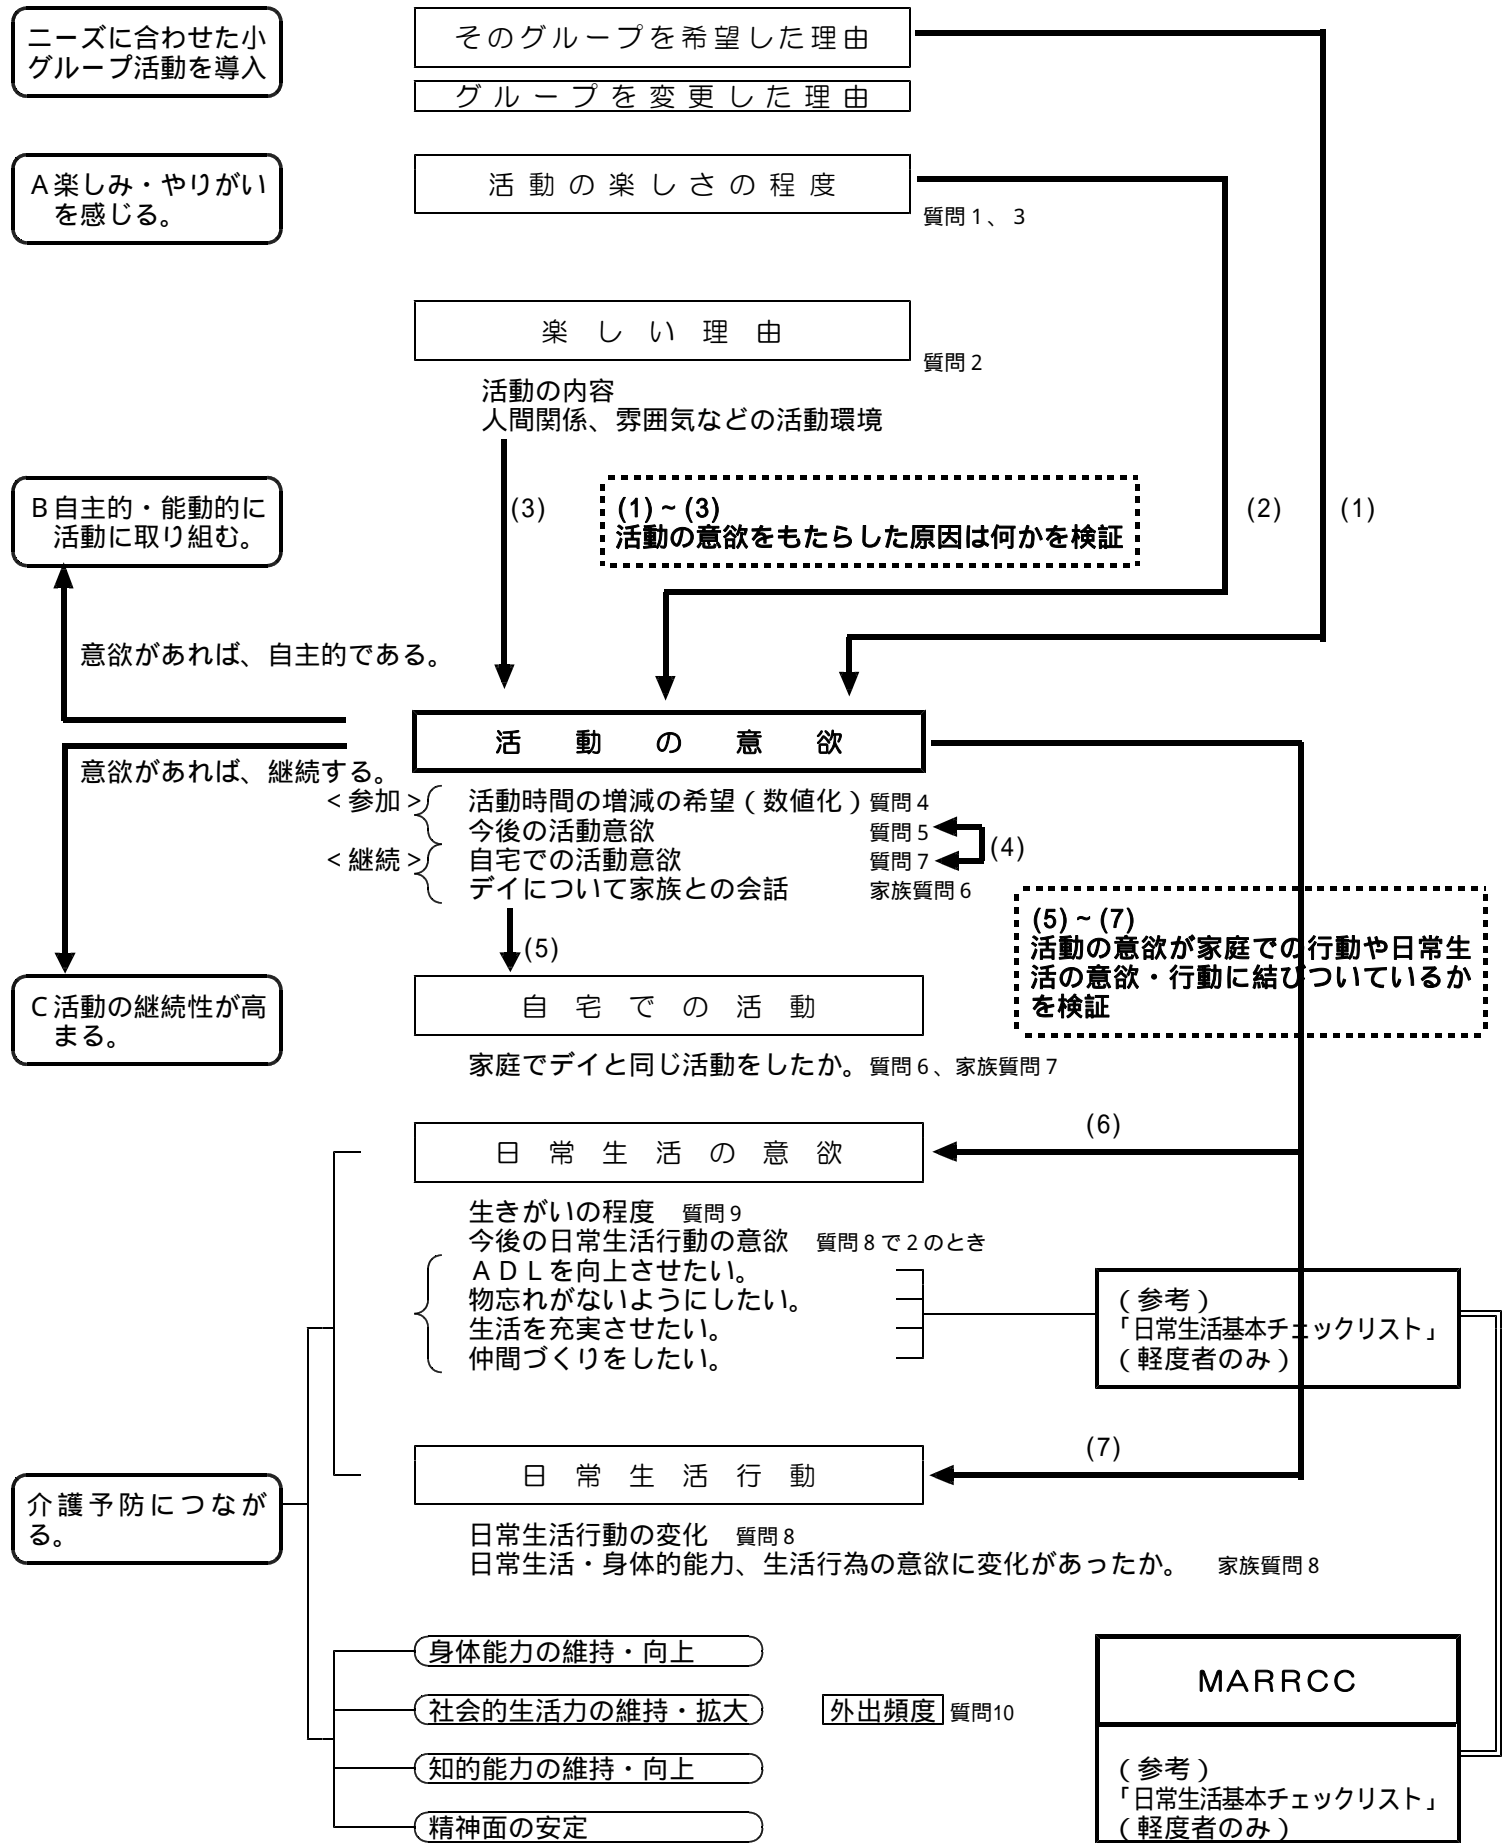 ニーズに合わせた小
グループ活動を導入
そのグループを希望した理由
グループを変更した理由
A 楽しみ・やりがい
を感じる。
活動の楽しさの程度
質問1、3
楽しい理由
質問2
活動の内容
人間関係、雰囲気などの活動環境
B 自主的・能動的に
活動に取り組む。
(3)
(1)~(3)
活動の意欲をもたらした原因は何かを検証
(2)
(1)
意欲があれば、自主的である。
活動の意欲
意欲があれば、継続する。
<参加>
活動時間の増減の希望(数値化)質問4
今後の活動意欲 質問5
(4)
<継続>
自宅での活動意欲 質問7
デイについて家族との会話 家族質問6
(5)
(5)~(7)
活動の意欲が家庭での行動や日常生
活の意欲・行動に結びついているか
を検証
C 活動の継続性が高
まる。
自宅での活動
家庭でデイと同じ活動をしたか。質問6、家族質問7
(6)
日常生活の意欲
生きがいの程度 質問9
今後の日常生活行動の意欲 質問8で2のとき
ADLを向上させたい。
物忘れがないようにしたい。
生活を充実させたい。
仲間づくりをしたい。
(参考)
「日常生活基本チェックリスト」
(軽度者のみ)
(7)
日常生活行動
介護予防につなが
る。
日常生活行動の変化 質問8
日常生活・身体的能力、生活行為の意欲に変化があったか。 家族質問8
身体能力の維持・向上
社会的生活力の維持・拡大
外出頻度 質問10
知的能力の維持・向上
精神面の安定
MARRCC
(参考)
「日常生活基本チェックリスト」
(軽度者のみ)